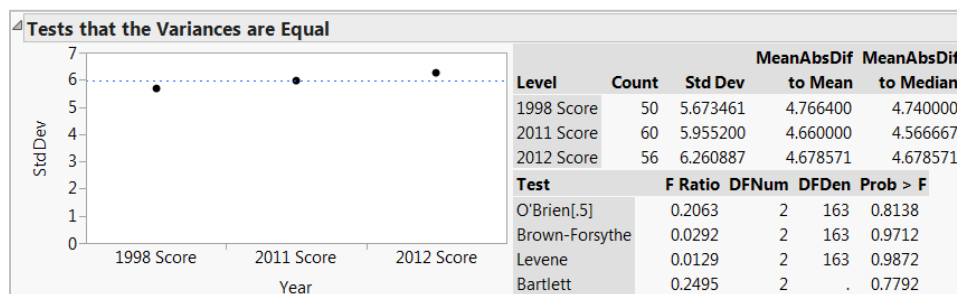 Tests that the Variances are Equal
7
6
5
4
3
2
1
0
StdDev
1998 Score 2011 Score 2012 Score
Year
MeanAbsDif MeanAbsDif
Level Count Std Dev to Mean to Median
1998 Score 50 5.673461 4.766400 4.740000
2011 Score 60 5.955200 4.660000 4.566667
2012 Score 56 6.260887 4.678571 4.678571
Test F Ratio DFNum DFDen Prob > F
O'Brien[.5] 0.2063 2 163 0.8138
Brown-Forsythe 0.0292 2 163 0.9712
Levene 0.0129 2 163 0.9872
Bartlett 0.2495 2 . 0.7792